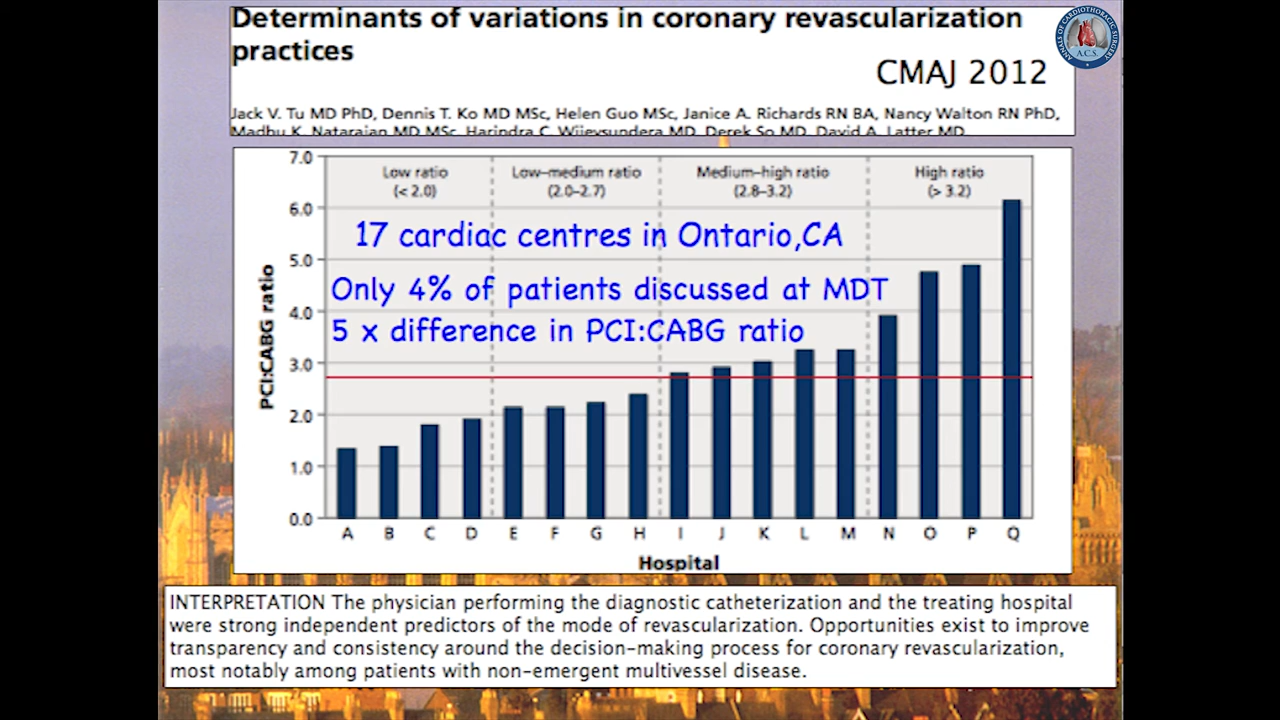 Determinants of variations in coronary revascularization
practices
CMAJ 2012
ANNALS OF CARDIOTHORACIC SURGERY
A.C.S.
Jack V. Tu MD PhD, Dennis T. Ko MD MSc, Helen Guo MSc, Janice A. Richards RN BA, Nancy Walton RN PhD,
Madhu K. Natarajan MD MSc, Harindra C. Wijeysundera MD, Derek So MD, David A. Latter MD
7.0
6.0
5.0
4.0
3.0
2.0
1.0
0.0
PCI:CABG ratio
Low ratio
(< 2.0)
Low–medium ratio
(2.0–2.7)
Medium–high ratio
(2.8–3.2)
High ratio
(> 3.2)
17 cardiac centres in Ontario,CA
Only 4% of patients discussed at MDT
5 x difference in PCI:CABG ratio
A B C D E F G H I J K L M N O P Q
Hospital
INTERPRETATION The physician performing the diagnostic catheterization and the treating hospital
were strong independent predictors of the mode of revascularization. Opportunities exist to improve
transparency and consistency around the decision-making process for coronary revascularization,
most notably among patients with non-emergent multivessel disease.